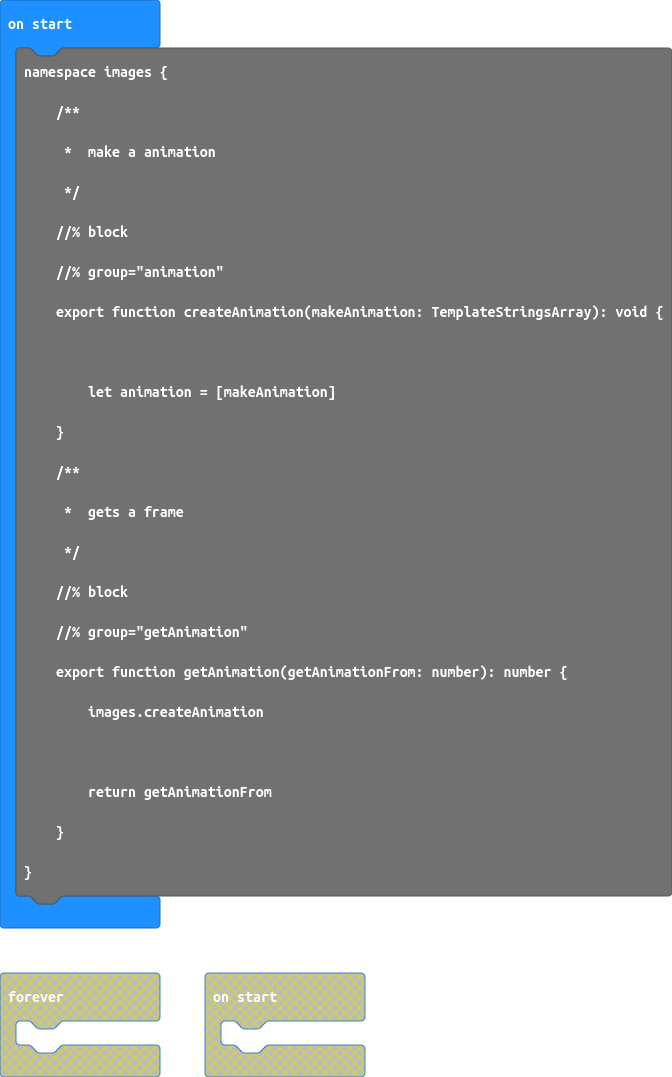 on start
namespace images {
/**
*  make a animation
*/
//% block
//% group="animation"
export function createAnimation(makeAnimation: TemplateStringsArray): void {
let animation = [makeAnimation]
}
/**
*  gets a frame
*/
//% block
//% group="getAnimation"
export function getAnimation(getAnimationFrom: number): number {
images.createAnimation
return getAnimationFrom
}
}
forever
on start